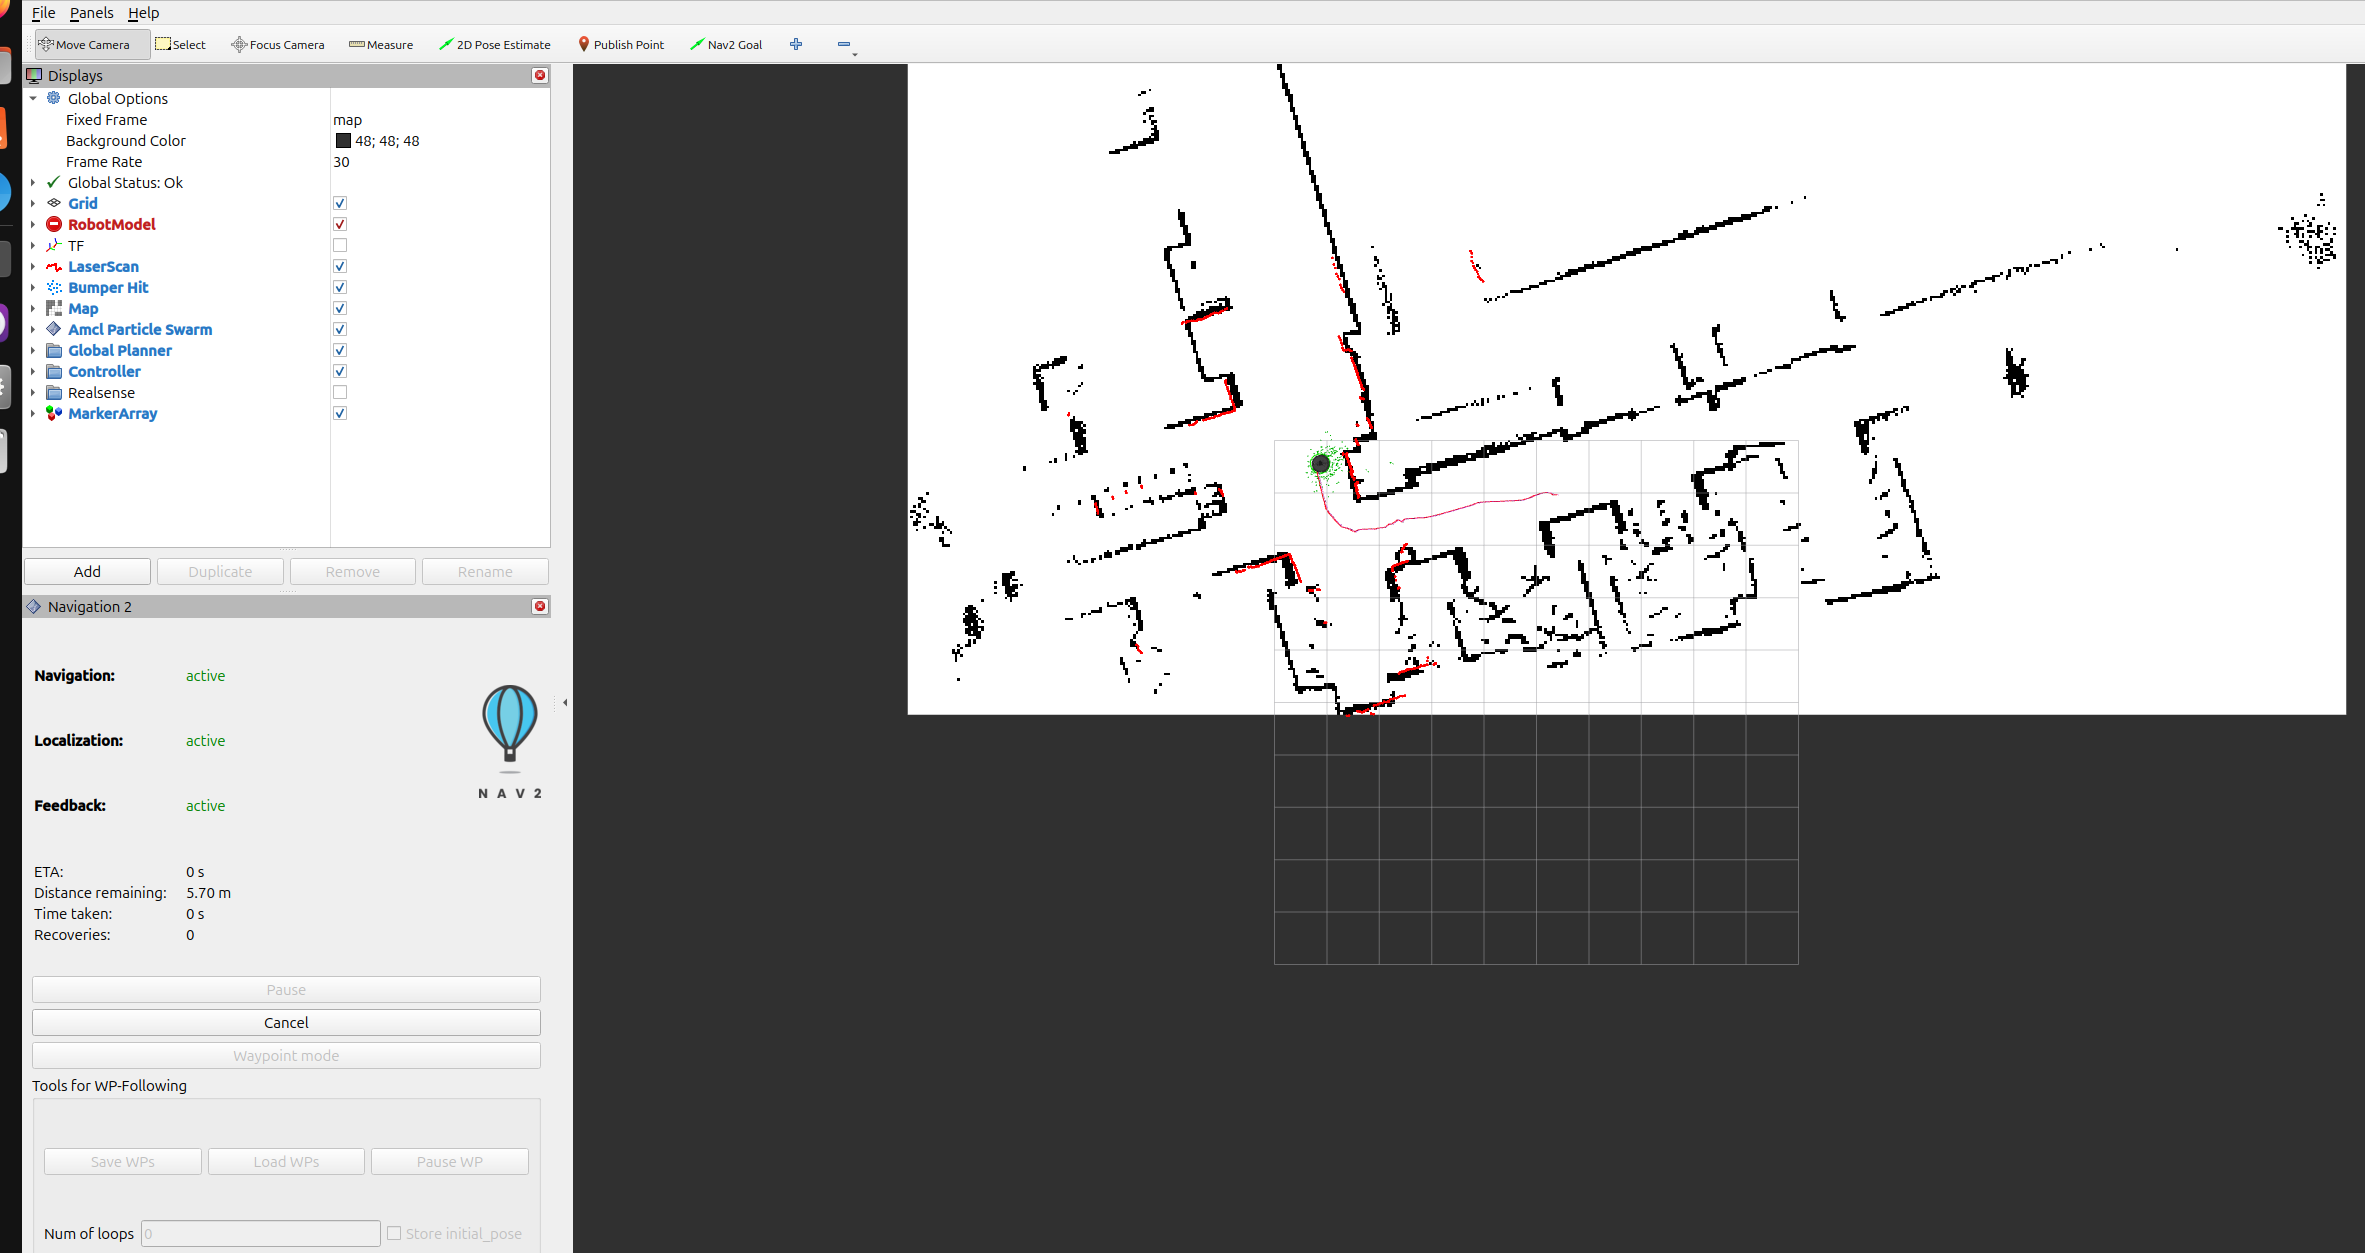 File Panels Help
Move Camera Select Focus Camera Measure 2D Pose Estimate Publish Point Nav2 Goal
Displays
Global Options
Fixed Frame map
Background Color 48; 48; 48
Frame Rate 30
Global Status: Ok
Grid
RobotModel
TF
LaserScan
Bumper Hit
Map
Amcl Particle Swarm
Global Planner
Controller
Realsense
MarkerArray
Add Duplicate Remove Rename
Navigation 2
Navigation: active
Localization: active
Feedback: active
NAV2
ETA: 0 s
Distance remaining: 5.70 m
Time taken: 0 s
Recoveries: 0
Pause
Cancel
Waypoint mode
Tools for WP-Following
Save WPs Load WPs Pause WP
Num of loops 0 Store initial_pose